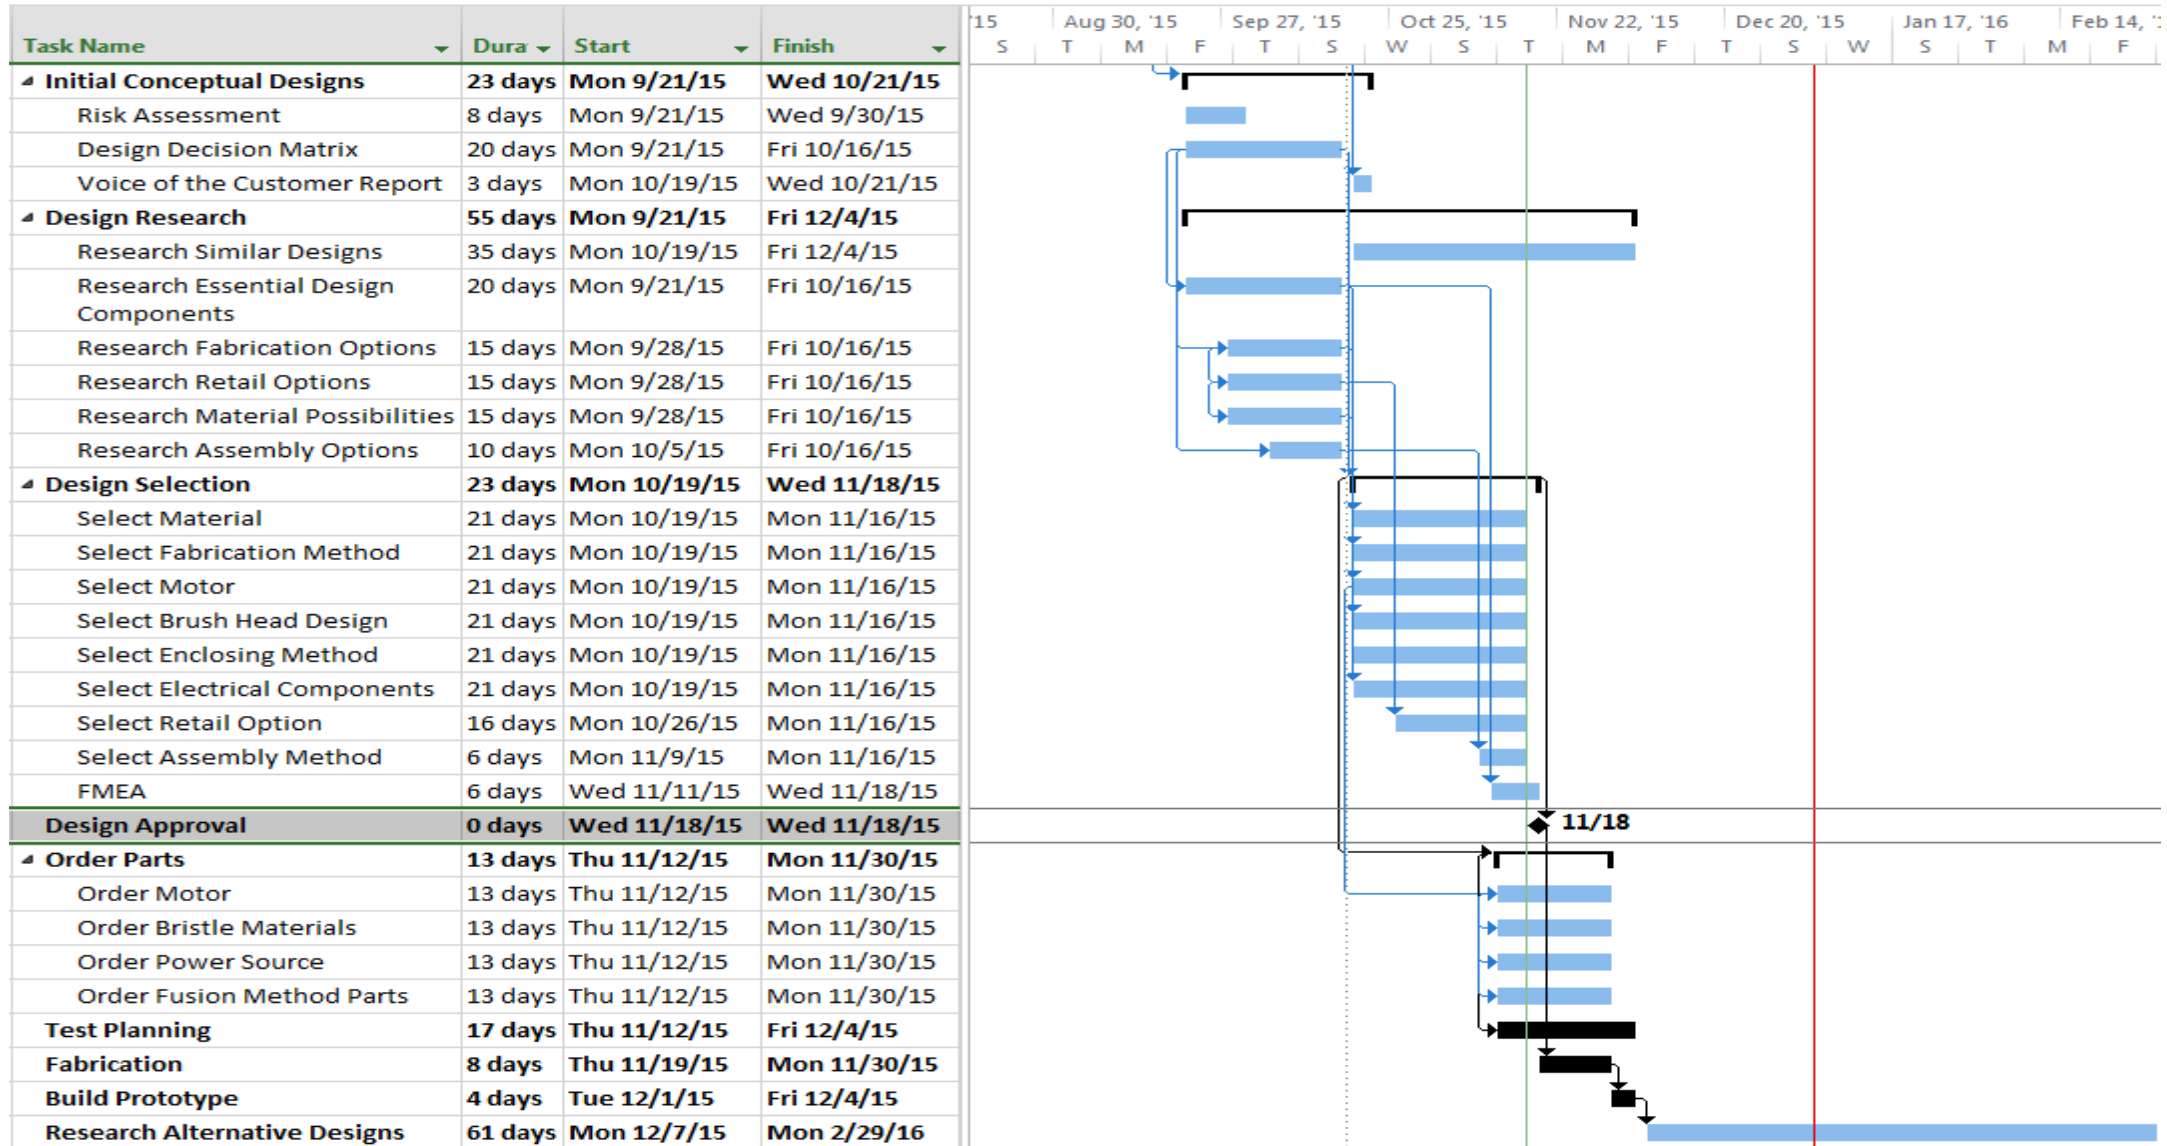 '15 Aug 30, '15 Sep 27, '15 Oct 25, '15 Nov 22, '15 Dec 20, '15 Jan 17, '16 Feb 14,
Task Name Dura Start Finish S T M F T S W S T M F T S W S T M F
Initial Conceptual Designs 23 days Mon 9/21/15 Wed 10/21/15
Risk Assessment 8 days Mon 9/21/15 Wed 9/30/15
Design Decision Matrix 20 days Mon 9/21/15 Fri 10/16/15
Voice of the Customer Report 3 days Mon 10/19/15 Wed 10/21/15
Design Research 55 days Mon 9/21/15 Fri 12/4/15
Research Similar Designs 35 days Mon 10/19/15 Fri 12/4/15
Research Essential Design 20 days Mon 9/21/15 Fri 10/16/15
Components
Research Fabrication Options 15 days Mon 9/28/15 Fri 10/16/15
Research Retail Options 15 days Mon 9/28/15 Fri 10/16/15
Research Material Possibilities 15 days Mon 9/28/15 Fri 10/16/15
Research Assembly Options 10 days Mon 10/5/15 Fri 10/16/15
Design Selection 23 days Mon 10/19/15 Wed 11/18/15
Select Material 21 days Mon 10/19/15 Mon 11/16/15
Select Fabrication Method 21 days Mon 10/19/15 Mon 11/16/15
Select Motor 21 days Mon 10/19/15 Mon 11/16/15
Select Brush Head Design 21 days Mon 10/19/15 Mon 11/16/15
Select Enclosing Method 21 days Mon 10/19/15 Mon 11/16/15
Select Electrical Components 21 days Mon 10/19/15 Mon 11/16/15
Select Retail Option 16 days Mon 10/26/15 Mon 11/16/15
Select Assembly Method 6 days Mon 11/9/15 Mon 11/16/15
FMEA 6 days Wed 11/11/15 Wed 11/18/15
Design Approval 0 days Wed 11/18/15 Wed 11/18/15 11/18
Order Parts 13 days Thu 11/12/15 Mon 11/30/15
Order Motor 13 days Thu 11/12/15 Mon 11/30/15
Order Bristle Materials 13 days Thu 11/12/15 Mon 11/30/15
Order Power Source 13 days Thu 11/12/15 Mon 11/30/15
Order Fusion Method Parts 13 days Thu 11/12/15 Mon 11/30/15
Test Planning 17 days Thu 11/12/15 Fri 12/4/15
Fabrication 8 days Thu 11/19/15 Mon 11/30/15
Build Prototype 4 days Tue 12/1/15 Fri 12/4/15
Research Alternative Designs 61 days Mon 12/7/15 Mon 2/29/16